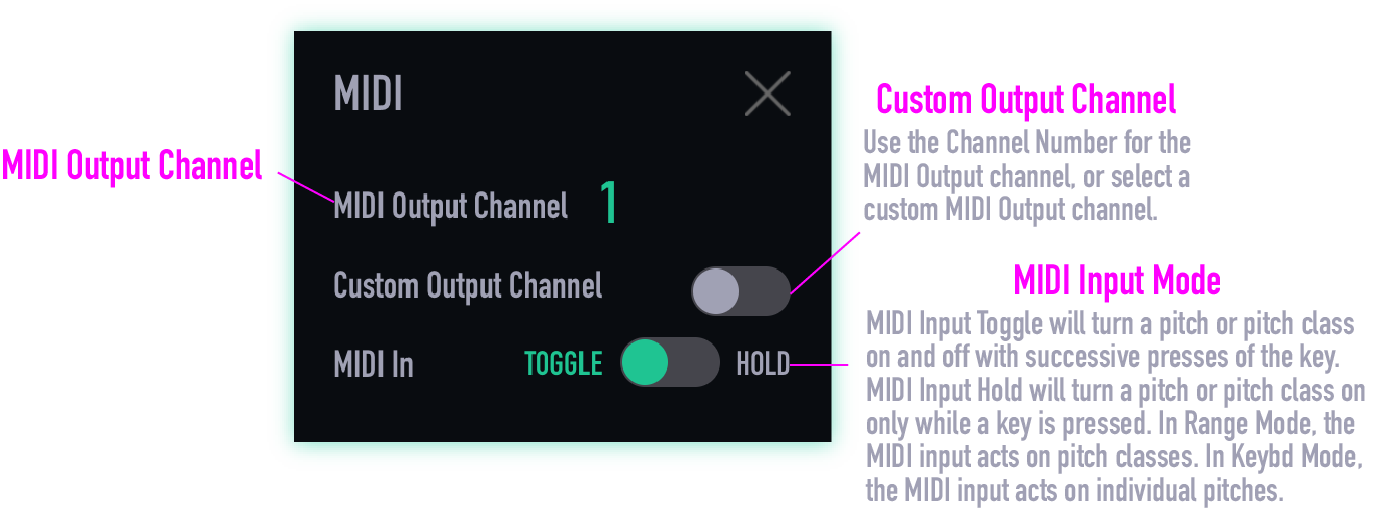 MIDI
MIDI Output Channel
MIDI Output Channel 1
Custom Output Channel
MIDI In TOGGLE HOLD
Custom Output Channel
Use the Channel Number for the
MIDI Output channel, or select a
custom MIDI Output channel.
MIDI Input Mode
MIDI Input Toggle will turn a pitch or pitch class
on and off with successive presses of the key.
MIDI Input Hold will turn a pitch or pitch class on
only while a key is pressed. In Range Mode, the
MIDI input acts on pitch classes. In Keybd Mode,
the MIDI input acts on individual pitches.